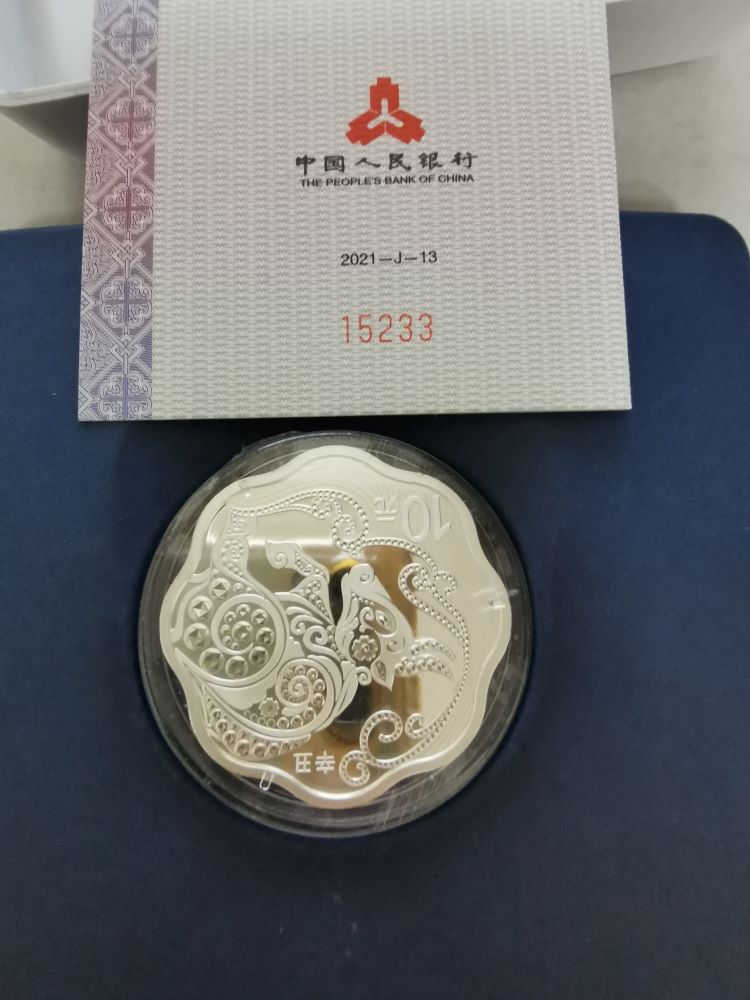 中国人民银行
THE PEOPLE'S BANK OF CHINA
2021—J—13
15233
10元
辛丑